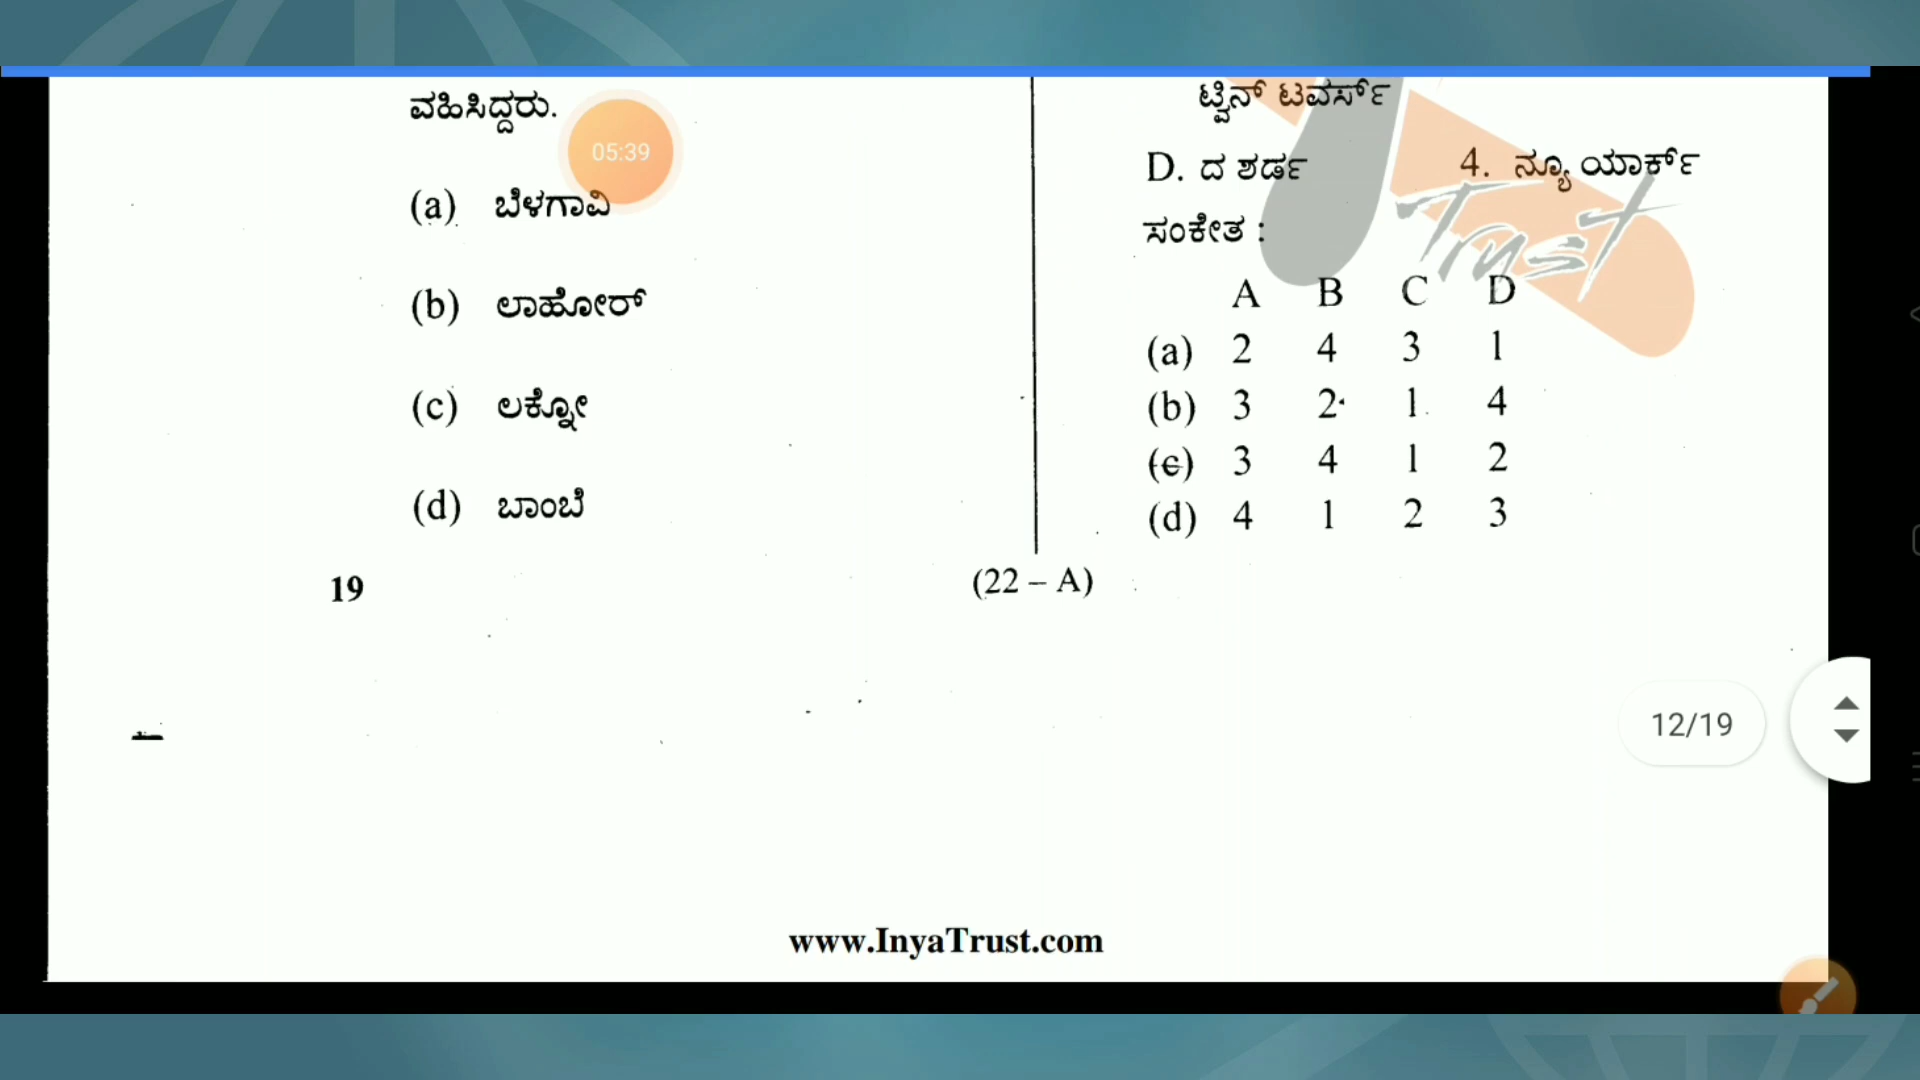 ವಹಿಸಿದ್ದರು.
05:39
(a) ಬೆಳಗಾವಿ
(b) ಲಾಹೋರ್
(c) ಲಕ್ನೋ
(d) ಬಾಂಬೆ
19
ಟ್ವಿನ್ ಟವರ್ಸ್
D. ದ ಶರ್ಡ 4. ನ್ಯೂ ಯಾರ್ಕ್
ಸಂಕೇತ :
A B C D
(a) 2 4 3 1
(b) 3 2 1 4
(c) 3 4 1 2
(d) 4 1 2 3
Trust
(22 – A)
12/19
www.InyaTrust.com